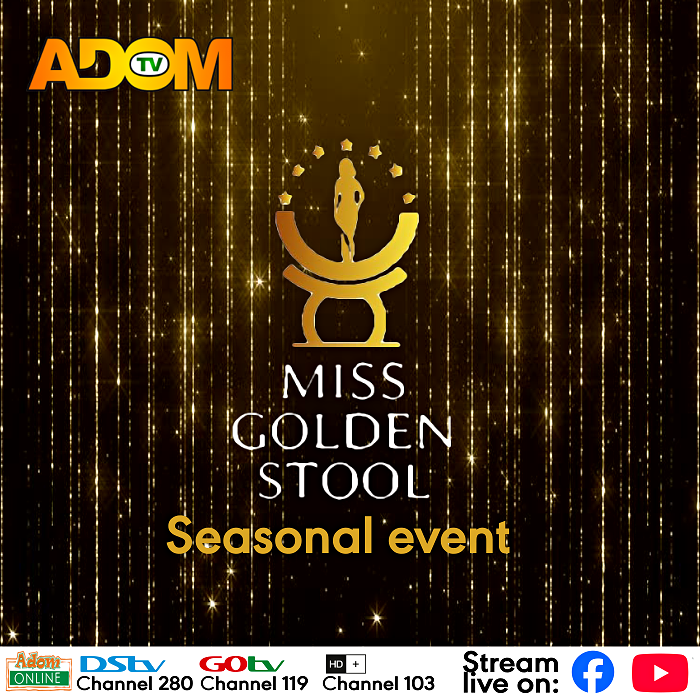 ADOM
TV
MISS
GOLDEN
STOOL
Seasonal event
Adom
ONLINE
DStv
Channel 280
GOtv
Channel 119
HD +
Channel 103
Stream
live on: